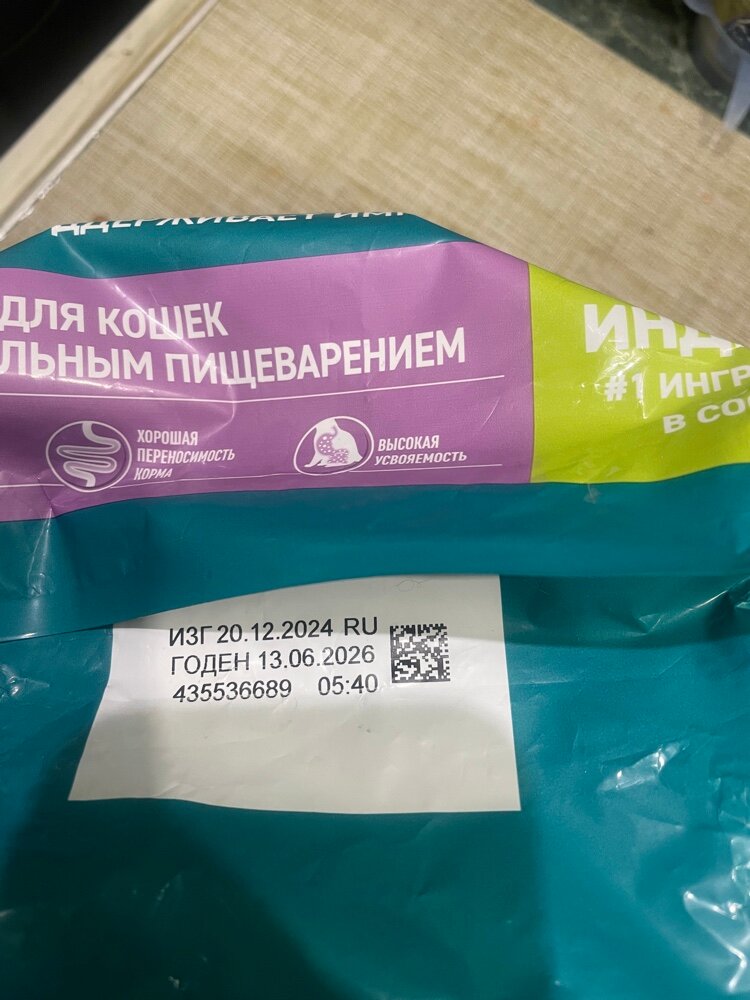 ДЛЯ КОШЕК
ЛЬНЫМ ПИЩЕВАРЕНИЕМ
ХОРОШАЯ
ПЕРЕНОСИМОСТЬ
КОРМА
ВЫСОКАЯ
УСВОЯЕМОСТЬ
ИНД
#1 ИНГР
В СО
ИЗГ 20.12.2024 RU
ГОДЕН 13.06.2026
435536689 05:40